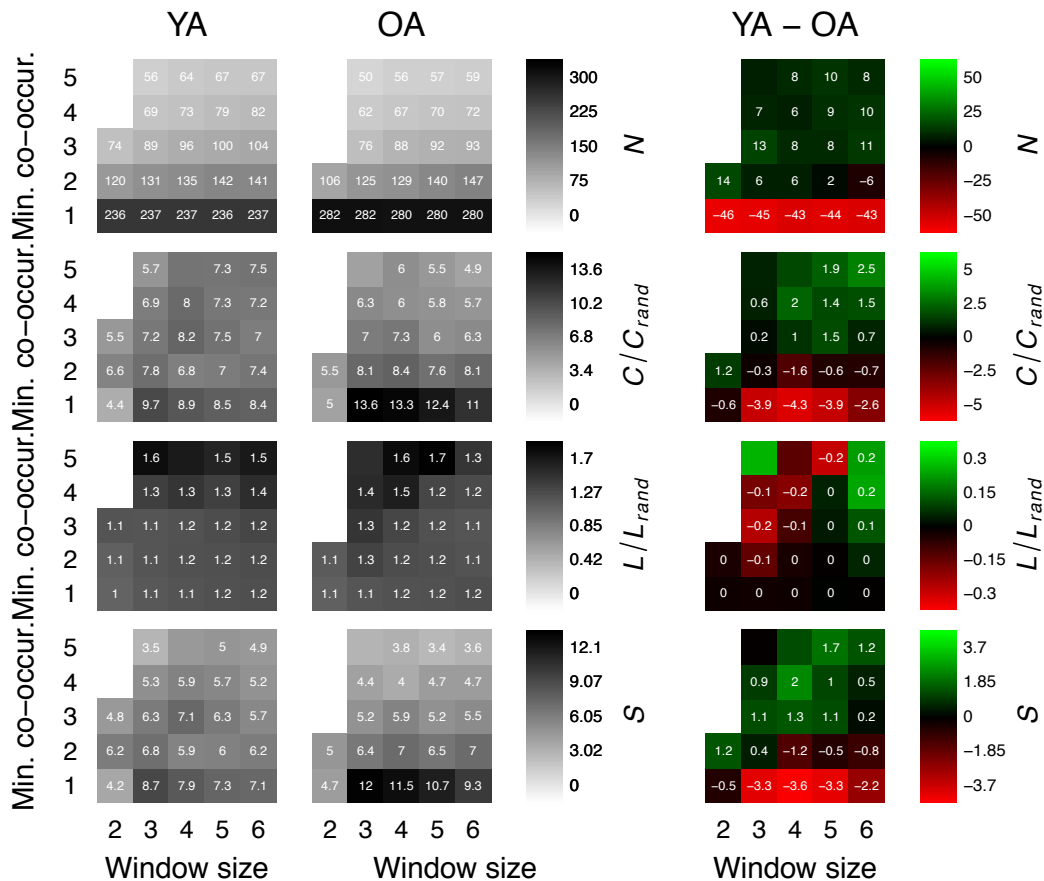 YA OA YA − OA
5 56 64 67 67 50 56 57 59 8 10 8
4 69 73 79 82 62 67 70 72 7 6 9 10
3 74 89 96 100 104 76 88 92 93 13 8 8 11
2 120 131 135 142 141 106 125 129 140 147 14 6 6 2 −6
1 236 237 237 236 237 282 282 280 280 280 −46 −45 −43 −44 −43
Min. co−occur.
300
225
150
75
0
N
50
25
0
−25
−50
N
5 5.7 7.3 7.5 6 5.5 4.9 1.9 2.5
4 6.9 8 7.3 7.2 6.3 6 5.8 5.7 0.6 2 1.4 1.5
3 5.5 7.2 8.2 7.5 7 7 7.3 6 6.3 0.2 1 1.5 0.7
2 6.6 7.8 6.8 7 7.4 5.5 8.1 8.4 7.6 8.1 1.2 −0.3 −1.6 −0.6 −0.7
1 4.4 9.7 8.9 8.5 8.4 5 13.6 13.3 12.4 11 −0.6 −3.9 −4.3 −3.9 −2.6
Min. co−occur.
13.6
10.2
6.8
3.4
0
C/Crand
5
2.5
0
−2.5
−5
C/Crand
5 1.6 1.5 1.5 1.6 1.7 1.3 −0.2 0.2
4 1.3 1.3 1.3 1.4 1.4 1.5 1.2 1.2 −0.1 −0.2 0 0.2
3 1.1 1.1 1.2 1.2 1.2 1.3 1.2 1.2 1.1 −0.2 −0.1 0 0.1
2 1.1 1.1 1.2 1.2 1.2 1.1 1.3 1.2 1.2 1.2 0 −0.1 0 0 0
1 1 1.1 1.1 1.2 1.2 1.1 1.1 1.2 1.2 1.2 0 0 0 0 0
Min. co−occur.
1.7
1.27
0.85
0.42
0
L/Lrand
0.3
0.15
0
−0.15
−0.3
L/Lrand
5 3.5 5 4.9 3.8 3.4 3.6 1.7 1.2
4 5.3 5.9 5.7 5.2 4.4 4 4.7 4.7 0.9 2 1 0.5
3 4.8 6.3 7.1 6.3 5.7 5.2 5.9 5.2 5.5 1.1 1.3 1.1 0.2
2 6.2 6.8 5.9 6 6.2 5 6.4 7 6.5 7 1.2 0.4 −1.2 −0.5 −0.8
1 4.2 8.7 7.9 7.3 7.1 4.7 12 11.5 10.7 9.3 −0.5 −3.3 −3.6 −3.3 −2.2
Min. co−occur.
12.1
9.07
6.05
3.02
0
S
3.7
1.85
0
−1.85
−3.7
S
2 3 4 5 6 2 3 4 5 6 2 3 4 5 6
Window size Window size Window size